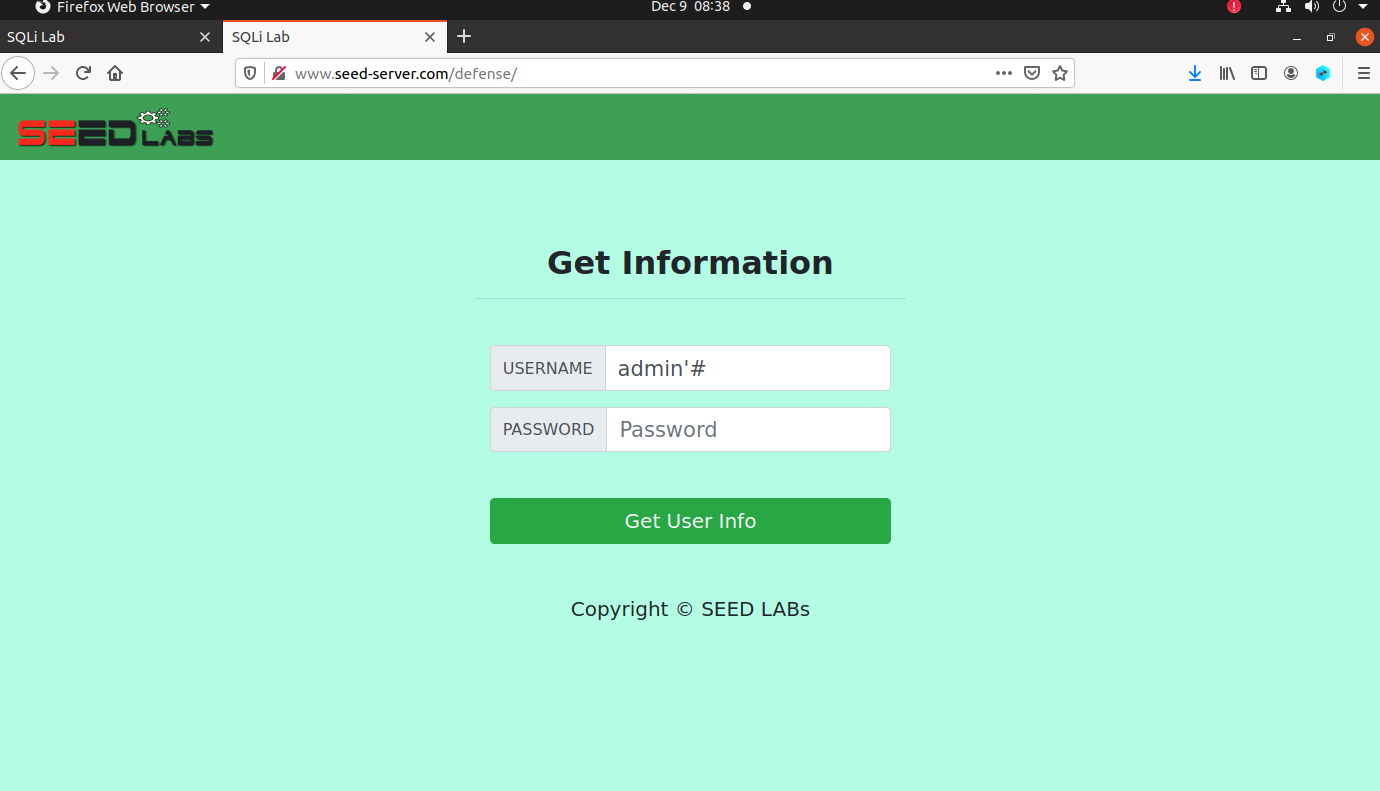 Firefox Web Browser Dec 9 08:38
SQLi Lab SQLi Lab
www.seed-server.com/defense/
SEED LABS
Get Information
USERNAME admin'#
PASSWORD Password
Get User Info
Copyright © SEED LABs